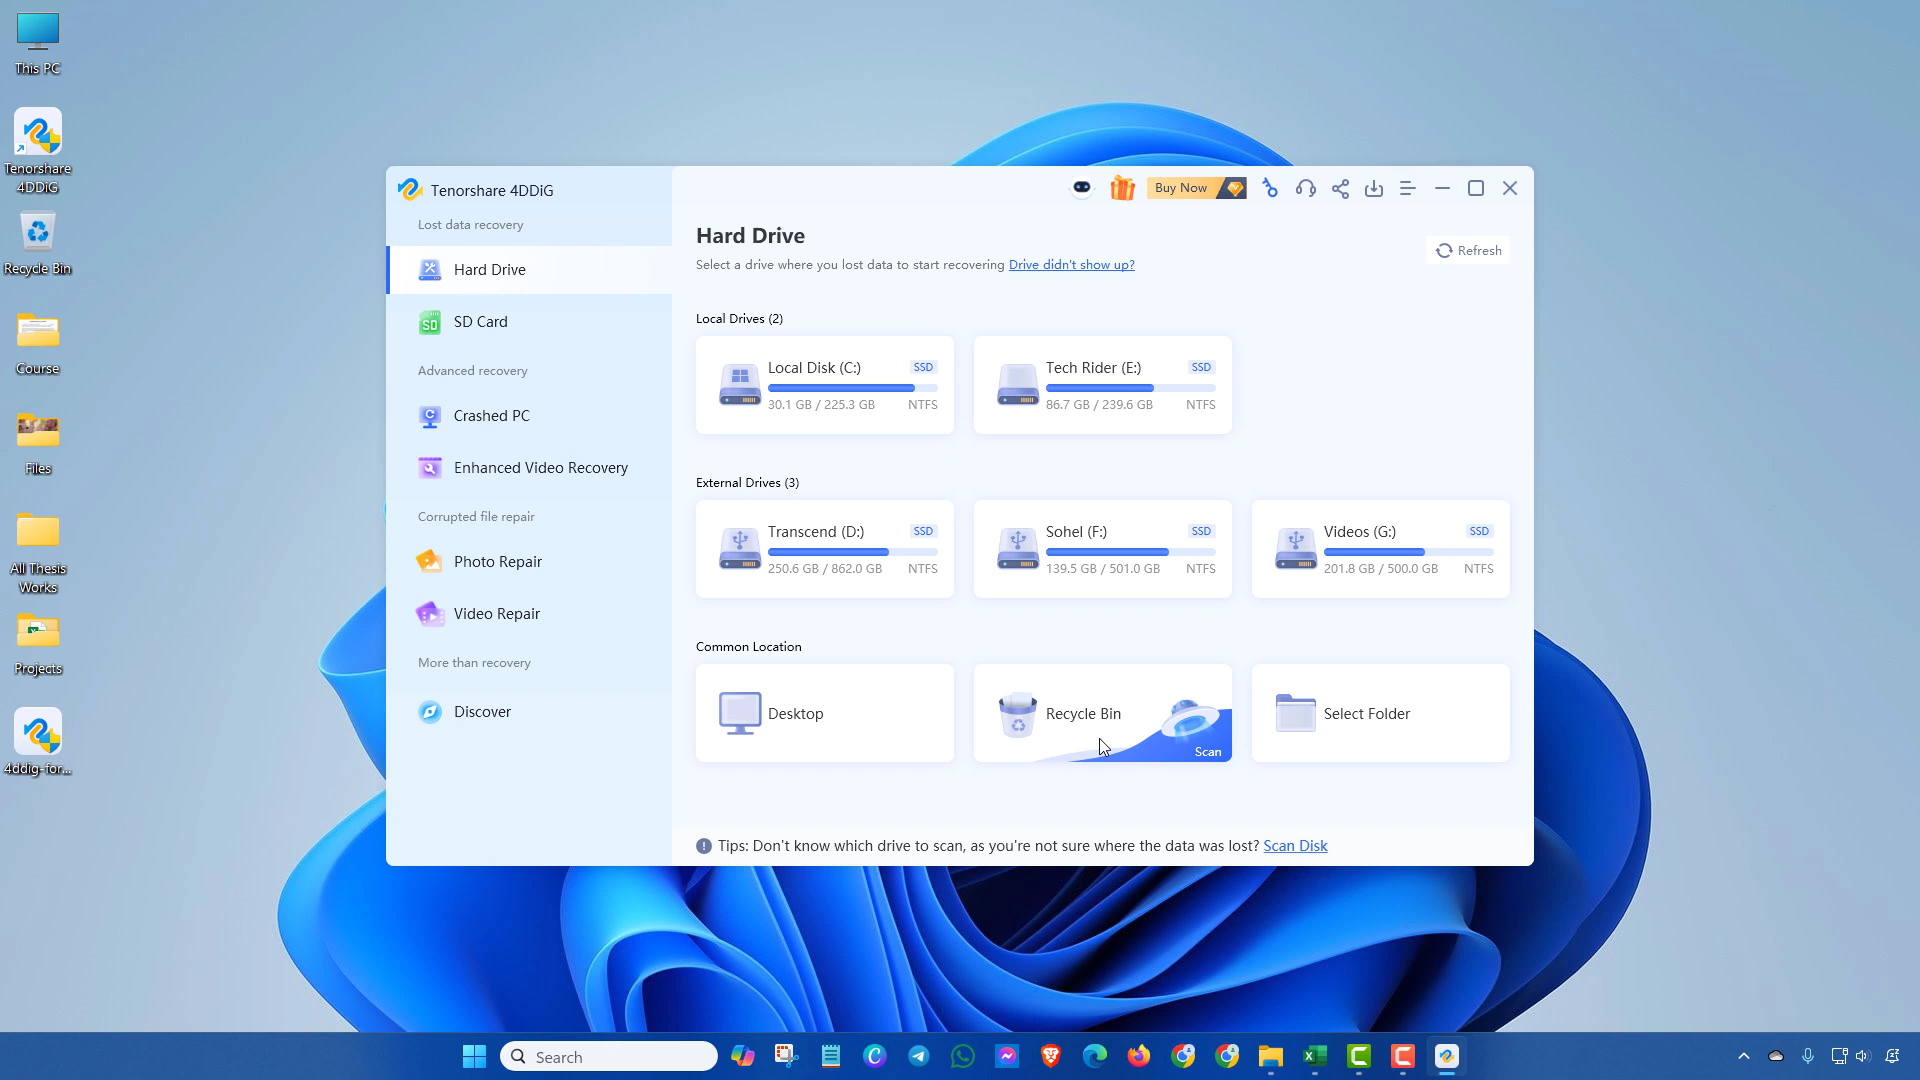 This PC
Tenorshare
4DDiG
Recycle Bin
Course
Files
All Thesis
Works
Projects
4ddig-for...
Tenorshare 4DDiG
Lost data recovery
Hard Drive
SD Card
Advanced recovery
Crashed PC
Enhanced Video Recovery
Corrupted file repair
Photo Repair
Video Repair
More than recovery
Discover
Buy Now
Hard Drive
Select a drive where you lost data to start recovering Drive didn't show up?
Refresh
Local Drives (2)
Local Disk (C:) SSD
30.1 GB / 225.3 GB NTFS
Tech Rider (E:) SSD
86.7 GB / 239.6 GB NTFS
External Drives (3)
Transcend (D:) SSD
250.6 GB / 862.0 GB NTFS
Sohel (F:) SSD
139.5 GB / 501.0 GB NTFS
Videos (G:) SSD
201.8 GB / 500.0 GB NTFS
Common Location
Desktop
Recycle Bin
Scan
Select Folder
Tips: Don't know which drive to scan, as you're not sure where the data was lost? Scan Disk
Search